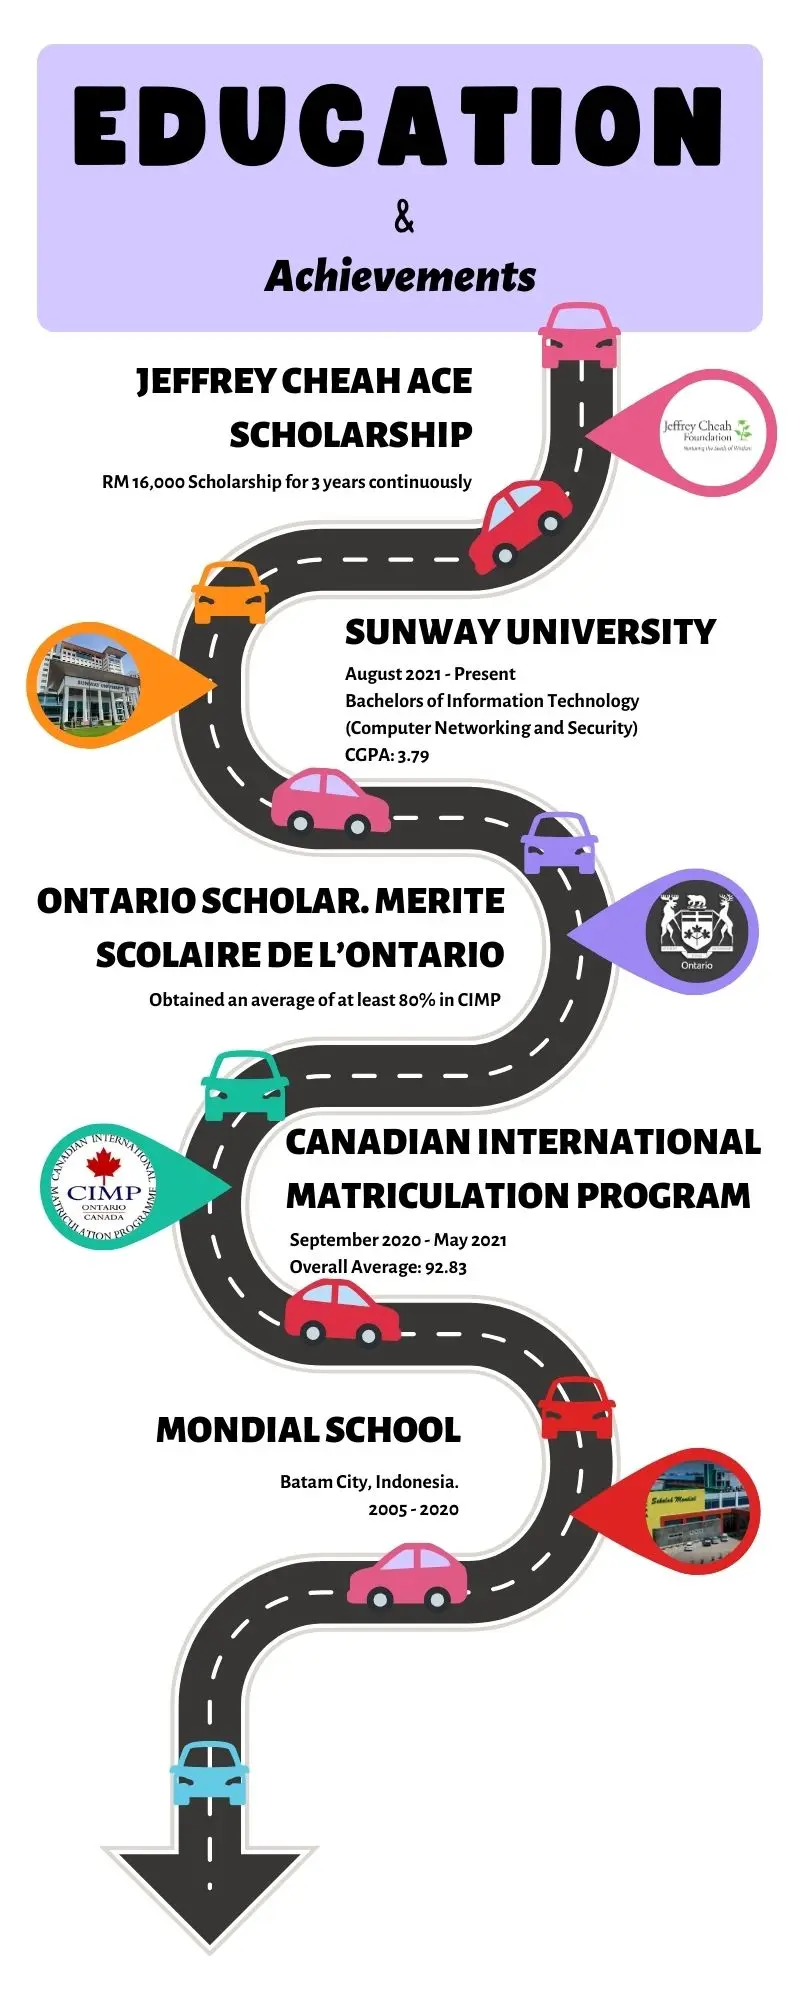 EDUCATION
&
Achievements
JEFFREY CHEAH ACE
SCHOLARSHIP
RM 16,000 Scholarship for 3 years continuously
Jeffrey Cheah
Foundation
Nurturing the Seeds of Wisdom
SUNWAY UNIVERSITY
August 2021 - Present
Bachelors of Information Technology
(Computer Networking and Security)
CGPA: 3.79
SUNWAY UNIVERSITY
ONTARIO SCHOLAR. MERITE
SCOLAIRE DE L’ONTARIO
Obtained an average of at least 80% in CIMP
Ontario
CANADIAN INTERNATIONAL
MATRICULATION PROGRAM
September 2020 - May 2021
Overall Average: 92.83
CANADIAN INTERNATIONAL
CIMP
ONTARIO
CANADA
MATRICULATION PROGRAMME
MONDIAL SCHOOL
Batam City, Indonesia.
2005 - 2020
Sekolah Mondial